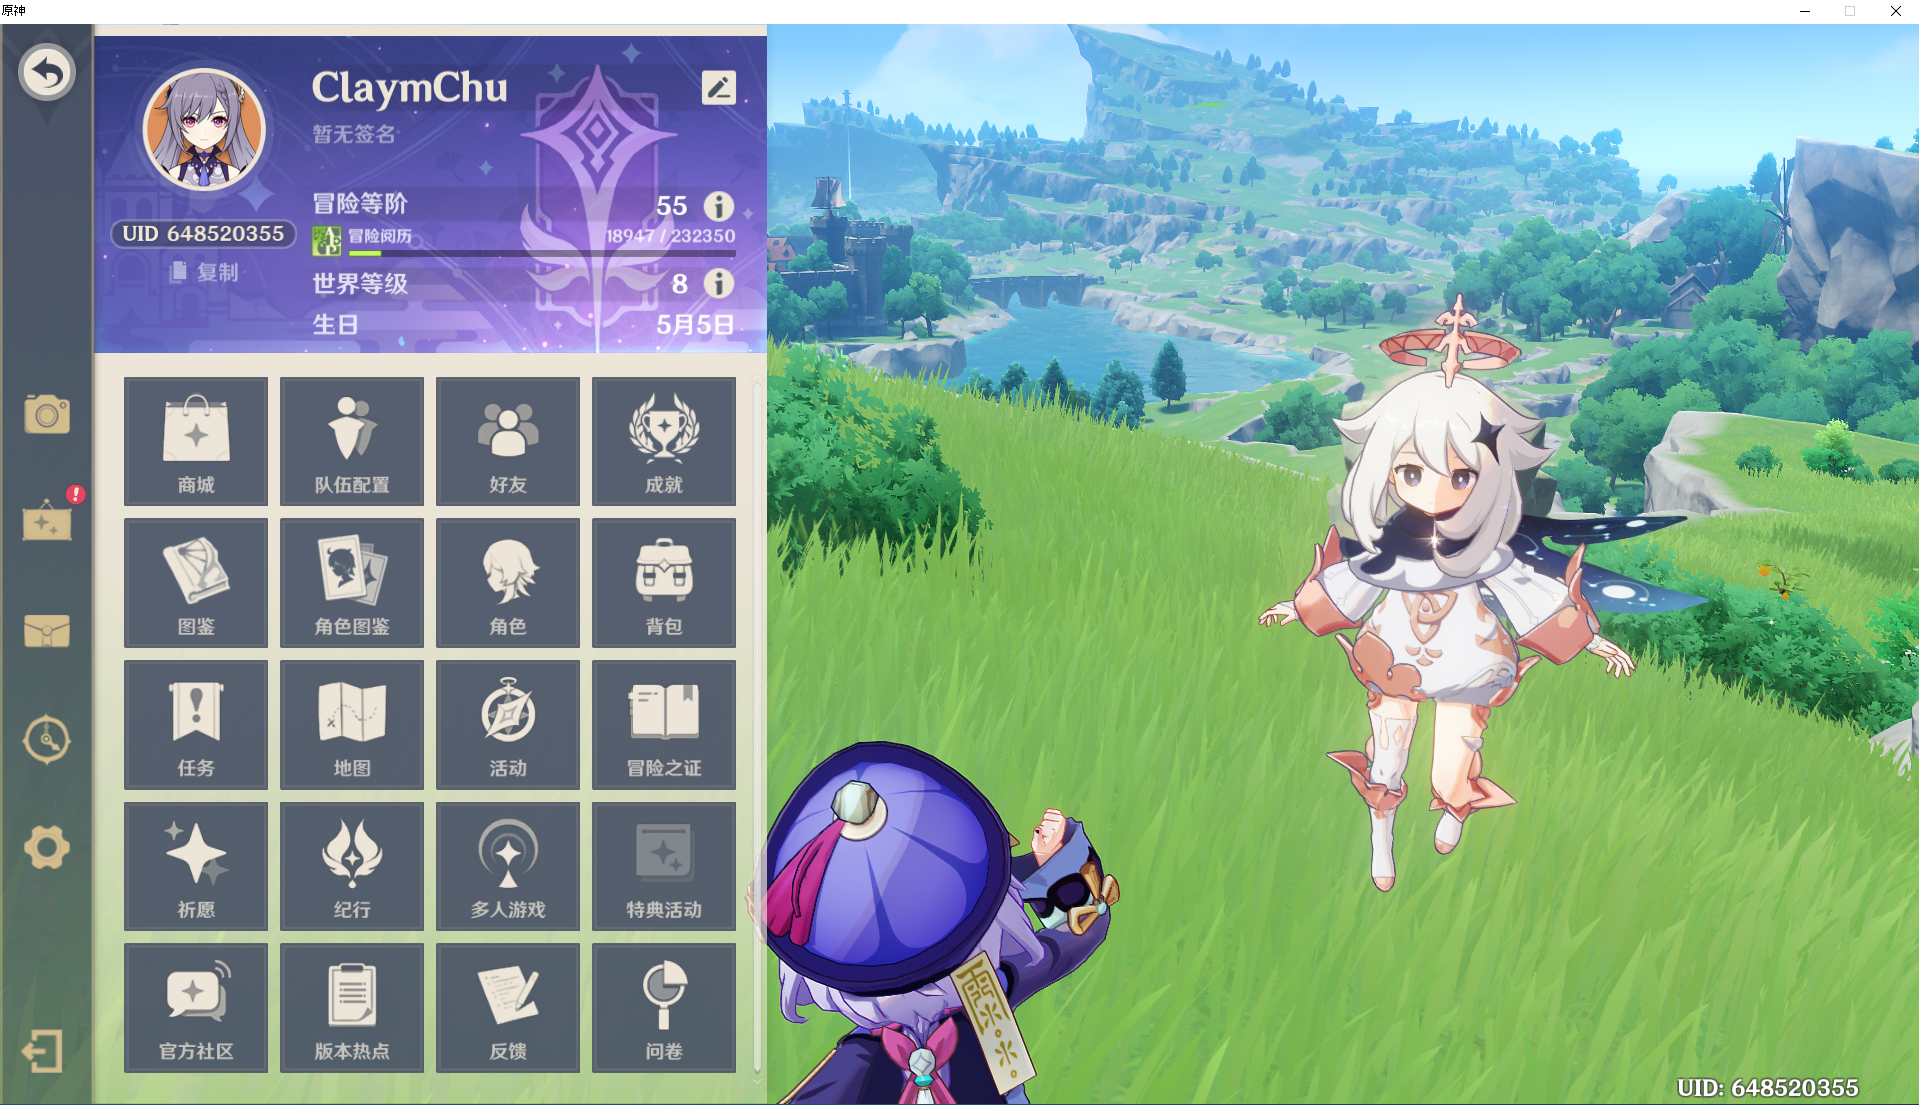 原神
ClaymChu
暂无签名
冒险等阶 55
冒险阅历 18947 / 232350
UID 648520355
复制
世界等级 8
生日 5月5日
商城 队伍配置 好友 成就
图鉴 角色图鉴 角色 背包
任务 地图 活动 冒险之证
祈愿 纪行 多人游戏 特典活动
官方社区 版本热点 反馈 问卷
UID: 648520355